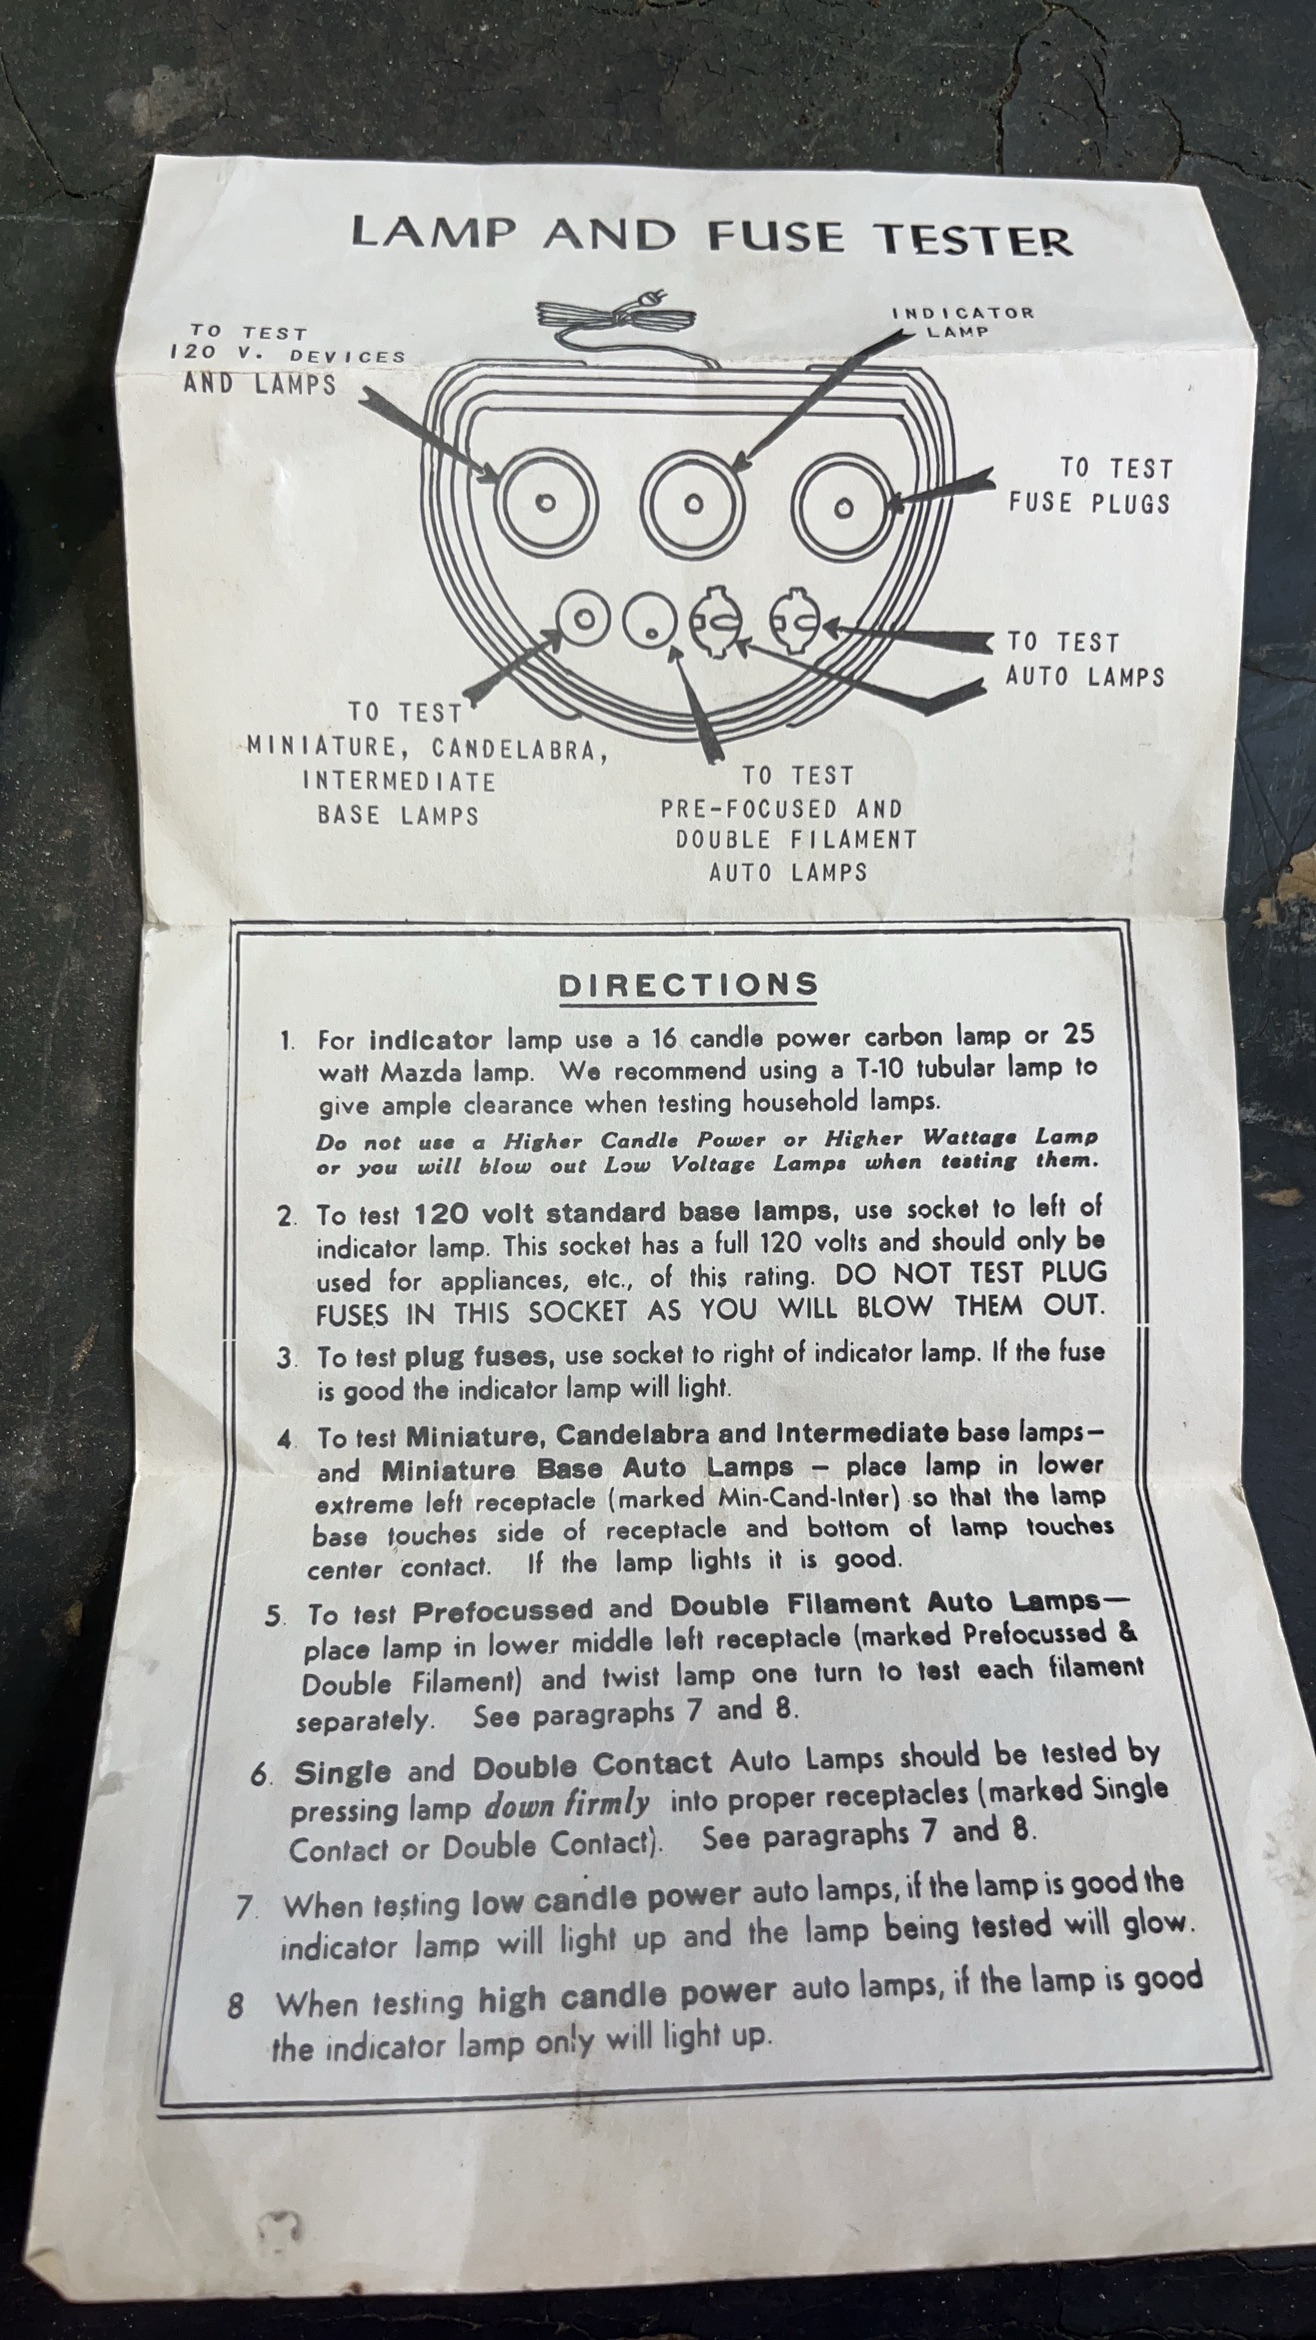 LAMP AND FUSE TESTER
TO TEST
120 V. DEVICES
AND LAMPS
INDICATOR
LAMP
TO TEST
FUSE PLUGS
TO TEST
AUTO LAMPS
TO TEST
MINIATURE, CANDELABRA,
INTERMEDIATE
BASE LAMPS
TO TEST
PRE-FOCUSED AND
DOUBLE FILAMENT
AUTO LAMPS
DIRECTIONS
1. For indicator lamp use a 16 candle power carbon lamp or 25
watt Mazda lamp. We recommend using a T-10 tubular lamp to
give ample clearance when testing household lamps.
Do not use a Higher Candle Power or Higher Wattage Lamp
or you will blow out Low Voltage Lamps when testing them.
2. To test 120 volt standard base lamps, use socket to left of
indicator lamp. This socket has a full 120 volts and should only be
used for appliances, etc., of this rating. DO NOT TEST PLUG
FUSES IN THIS SOCKET AS YOU WILL BLOW THEM OUT.
3. To test plug fuses, use socket to right of indicator lamp. If the fuse
is good the indicator lamp will light.
4. To test Miniature, Candelabra and Intermediate base lamps—
and Miniature Base Auto Lamps — place lamp in lower
extreme left receptacle (marked Min-Cand-Inter) so that the lamp
base touches side of receptacle and bottom of lamp touches
center contact. If the lamp lights it is good.
5. To test Prefocussed and Double Filament Auto Lamps—
place lamp in lower middle left receptacle (marked Prefocussed &
Double Filament) and twist lamp one turn to test each filament
separately. See paragraphs 7 and 8.
6. Single and Double Contact Auto Lamps should be tested by
pressing lamp down firmly into proper receptacles (marked Single
Contact or Double Contact). See paragraphs 7 and 8.
7. When testing low candle power auto lamps, if the lamp is good the
indicator lamp will light up and the lamp being tested will glow.
8 When testing high candle power auto lamps, if the lamp is good
the indicator lamp only will light up.